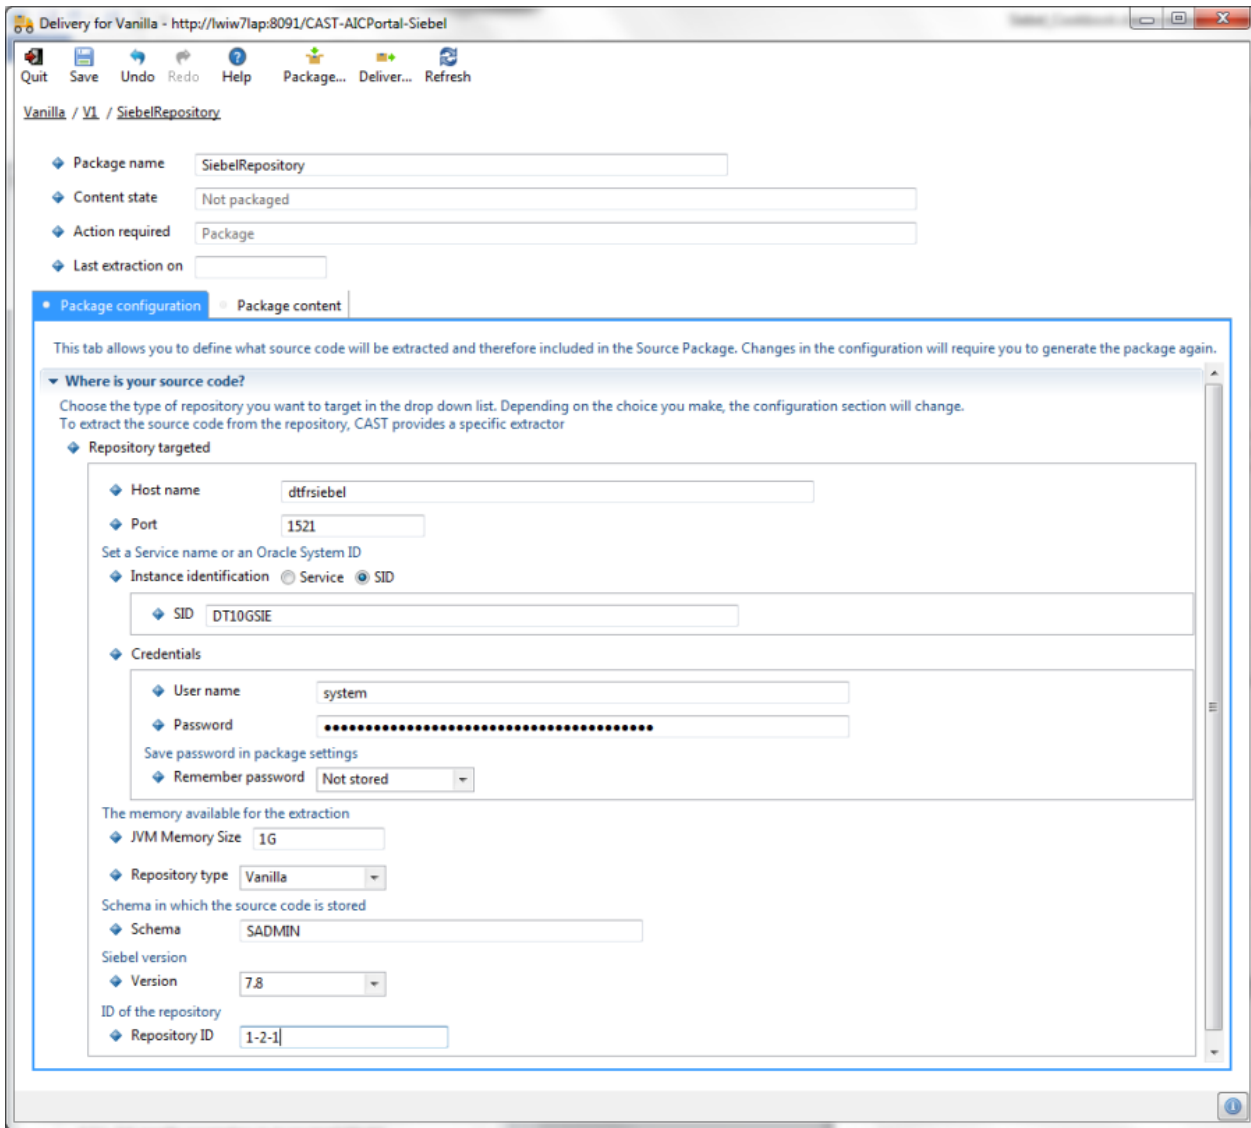 Delivery for Vanilla - http://lwiw7lap:8091/CAST-AICPortal-Siebel
Quit Save Undo Redo Help Package... Deliver... Refresh
Vanilla / V1 / SiebelRepository
Package name SiebelRepository
Content state Not packaged
Action required Package
Last extraction on
Package configuration Package content
This tab allows you to define what source code will be extracted and therefore included in the Source Package. Changes in the configuration will require you to generate the package again.
Where is your source code?
Choose the type of repository you want to target in the drop down list. Depending on the choice you make, the configuration section will change.
To extract the source code from the repository, CAST provides a specific extractor
Repository targeted
Host name dtfrsiebel
Port 1521
Set a Service name or an Oracle System ID
Instance identification Service SID
SID DT10GSIE
Credentials
User name system
Password ••••••••••••••••••••••••••••••••••••••••
Save password in package settings
Remember password Not stored
The memory available for the extraction
JVM Memory Size 1G
Repository type Vanilla
Schema in which the source code is stored
Schema SADMIN
Siebel version
Version 7.8
ID of the repository
Repository ID 1-2-1